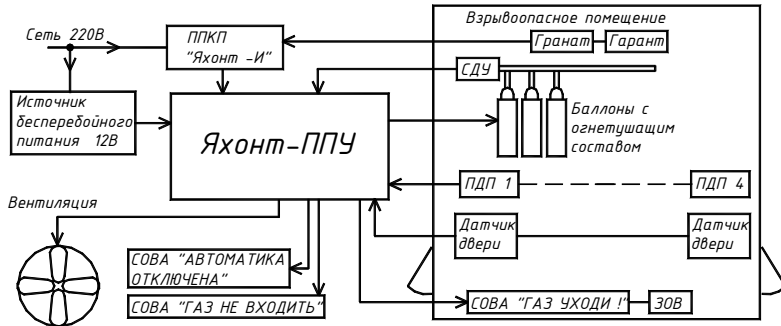 Сеть 220В
ППКП
"Яхонт -И"
Взрывоопасное помещение
Гранат
Гарант
СДУ
Источник
бесперебойного
питания 12В
Яхонт-ППУ
Баллоны с
огнетушащим
составом
ПДП 1
ПДП 4
Вентиляция
Датчик
двери
Датчик
двери
СОВА "АВТОМАТИКА
ОТКЛЮЧЕНА"
СОВА "ГАЗ НЕ ВХОДИТЬ"
СОВА "ГАЗ УХОДИ !"
ЗОВ